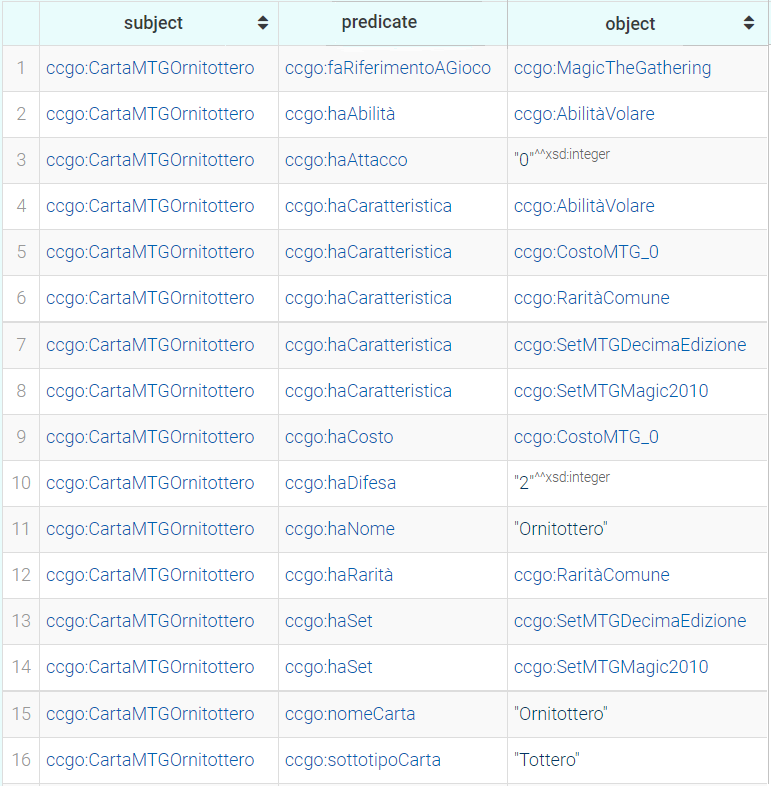 subject predicate object
1 ccgo:CartaMTGOrnitottero ccgo:faRiferimentoAGioco ccgo:MagicTheGathering
2 ccgo:CartaMTGOrnitottero ccgo:haAbilità ccgo:AbilitàVolare
3 ccgo:CartaMTGOrnitottero ccgo:haAttacco "0"^^xsd:integer
4 ccgo:CartaMTGOrnitottero ccgo:haCaratteristica ccgo:AbilitàVolare
5 ccgo:CartaMTGOrnitottero ccgo:haCaratteristica ccgo:CostoMTG_0
6 ccgo:CartaMTGOrnitottero ccgo:haCaratteristica ccgo:RaritàComune
7 ccgo:CartaMTGOrnitottero ccgo:haCaratteristica ccgo:SetMTGDecimaEdizione
8 ccgo:CartaMTGOrnitottero ccgo:haCaratteristica ccgo:SetMTGMagic2010
9 ccgo:CartaMTGOrnitottero ccgo:haCosto ccgo:CostoMTG_0
10 ccgo:CartaMTGOrnitottero ccgo:haDifesa "2"^^xsd:integer
11 ccgo:CartaMTGOrnitottero ccgo:haNome "Ornitottero"
12 ccgo:CartaMTGOrnitottero ccgo:haRarità ccgo:RaritàComune
13 ccgo:CartaMTGOrnitottero ccgo:haSet ccgo:SetMTGDecimaEdizione
14 ccgo:CartaMTGOrnitottero ccgo:haSet ccgo:SetMTGMagic2010
15 ccgo:CartaMTGOrnitottero ccgo:nomeCarta "Ornitottero"
16 ccgo:CartaMTGOrnitottero ccgo:sottotipoCarta "Tottero"